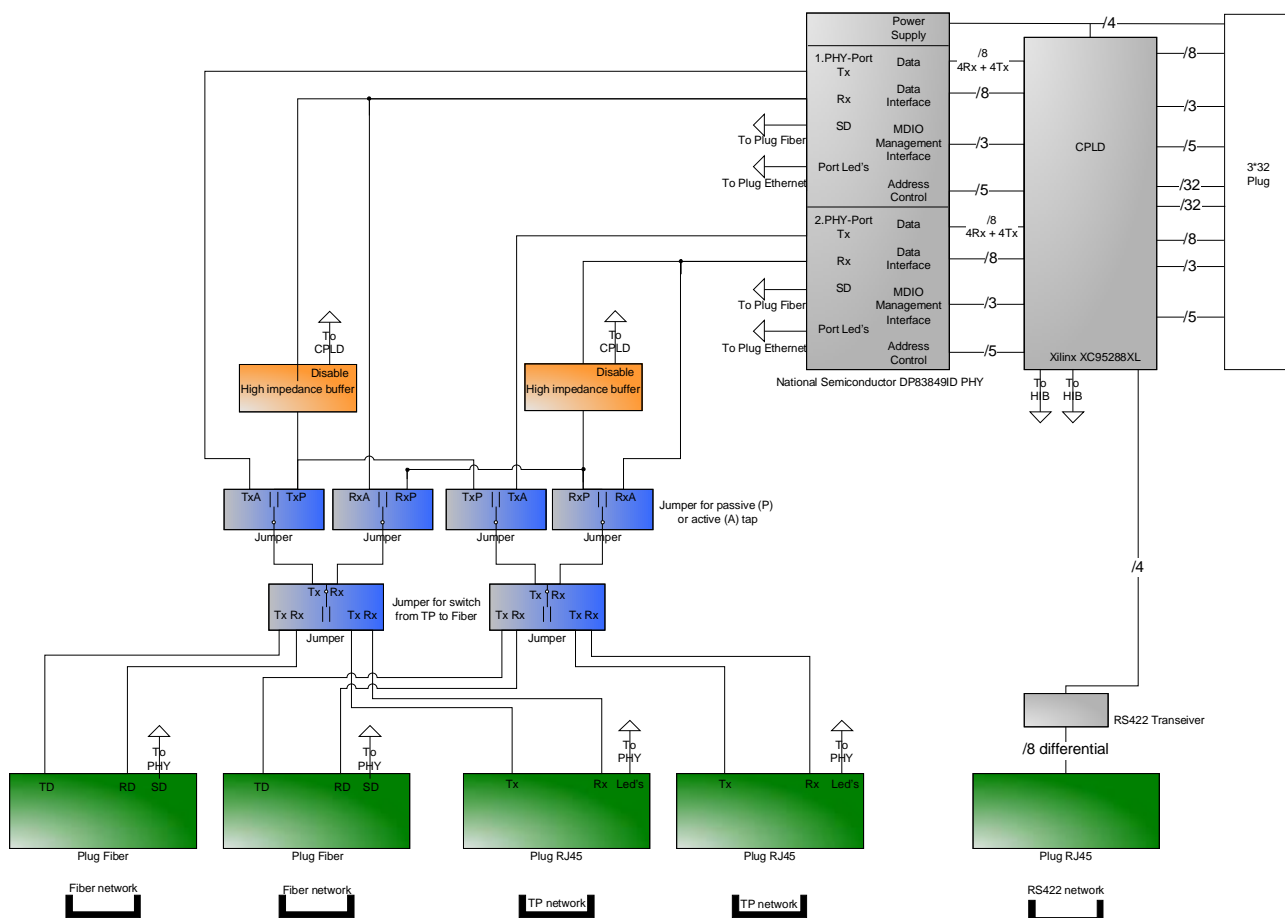 Power
Supply
/4
1.PHY-Port
Tx
Data
/8
4Rx + 4Tx
/8
Rx
Data
Interface
/8
/3
SD
To Plug Fiber
MDIO
Management
Interface
/3
CPLD
/5
3*32
Plug
Port Led's
To Plug Ethernet
Address
Control
/5
/32
/32
2.PHY-Port
Tx
Data
/8
4Rx + 4Tx
/8
Rx
Data
Interface
/8
/3
SD
To Plug Fiber
MDIO
Management
Interface
/3
/5
Port Led's
To Plug Ethernet
Address
Control
/5
Xilinx XC95288XL
National Semiconductor DP83849ID PHY
To
HIB
To
HIB
To
CPLD
To
CPLD
Disable
High impedance buffer
Disable
High impedance buffer
TxA
TxP
RxA
RxP
TxP
TxA
RxP
RxA
Jumper for passive (P)
or active (A) tap
Jumper
Jumper
Jumper
Jumper
/4
Tx
Rx
Tx Rx
Tx Rx
Jumper for switch
from TP to Fiber
Tx
Rx
Tx Rx
Tx Rx
Jumper
Jumper
RS422 Transeiver
/8 differential
To
PHY
To
PHY
To
PHY
To
PHY
TD
RD
SD
TD
RD
SD
Tx
Rx
Led's
Tx
Rx
Led's
Plug Fiber
Plug Fiber
Plug RJ45
Plug RJ45
Plug RJ45
Fiber network
Fiber network
TP network
TP network
RS422 network